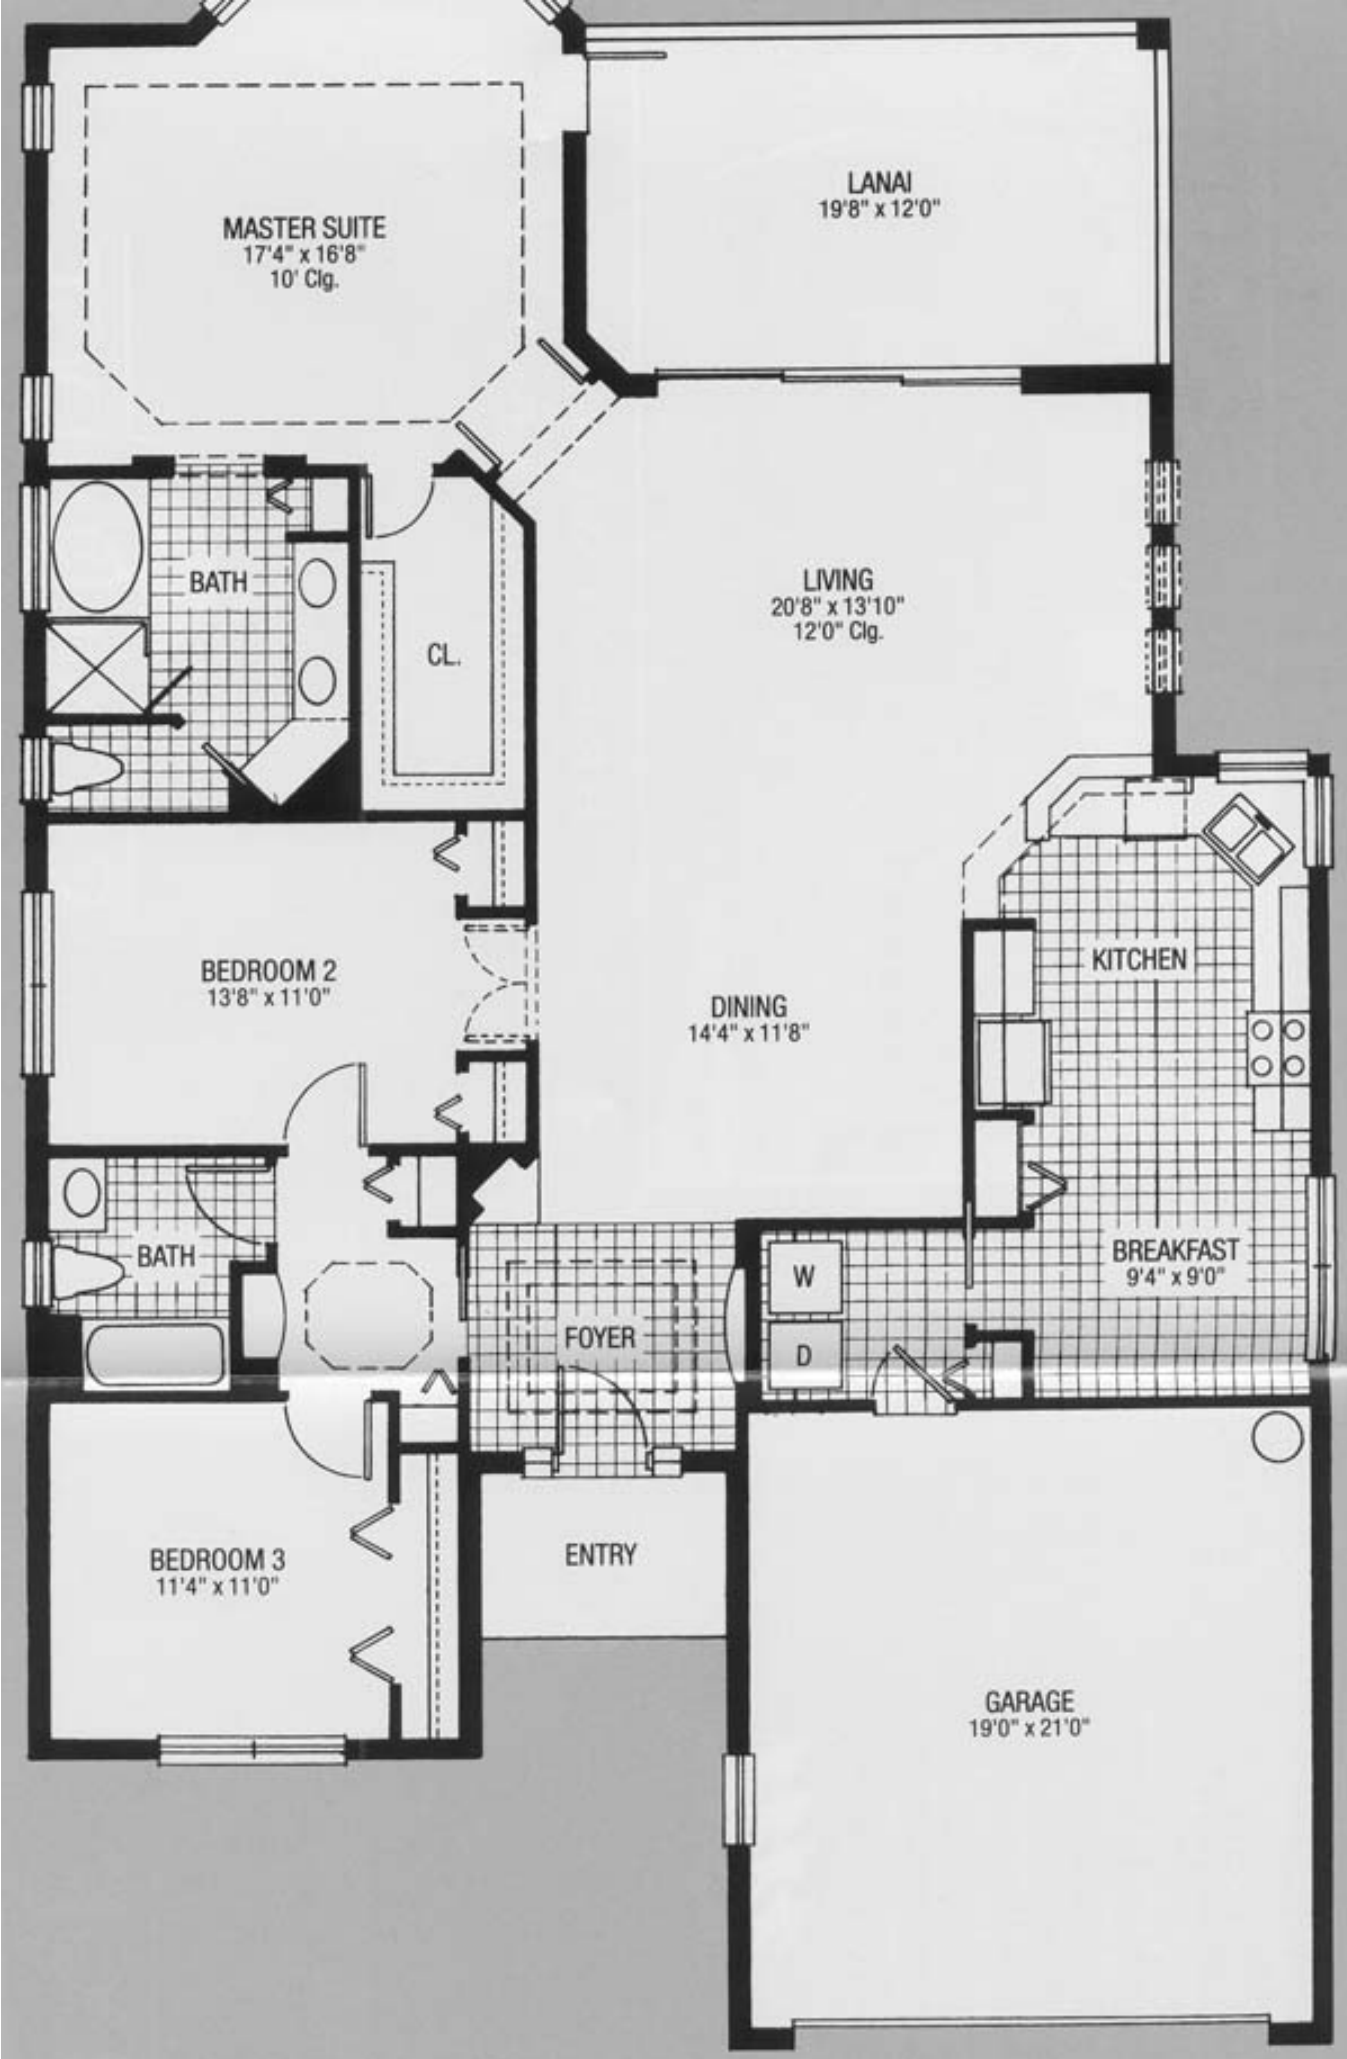 LANAI
19'8" x 12'0"
MASTER SUITE
17'4" x 16'8"
10' Clg.
BATH
CL.
LIVING
20'8" x 13'10"
12'0" Clg.
BEDROOM 2
13'8" x 11'0"
DINING
14'4" x 11'8"
KITCHEN
BATH
W
D
BREAKFAST
9'4" x 9'0"
FOYER
BEDROOM 3
11'4" x 11'0"
ENTRY
GARAGE
19'0" x 21'0"